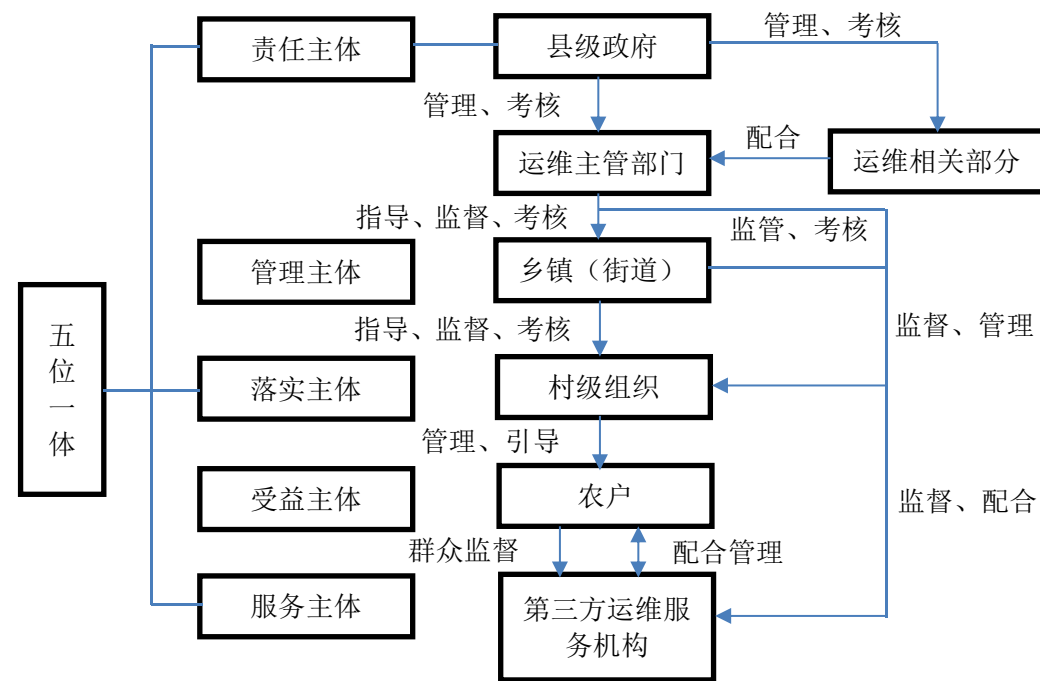 责任主体
县级政府
管理、考核
管理、考核
配合
运维主管部门
运维相关部分
指导、监督、考核
监管、考核
管理主体
乡镇（街道）
五
位
一
体
指导、监督、考核
监督、管理
落实主体
村级组织
管理、引导
受益主体
农户
监督、配合
群众监督
配合管理
服务主体
第三方运维服
务机构